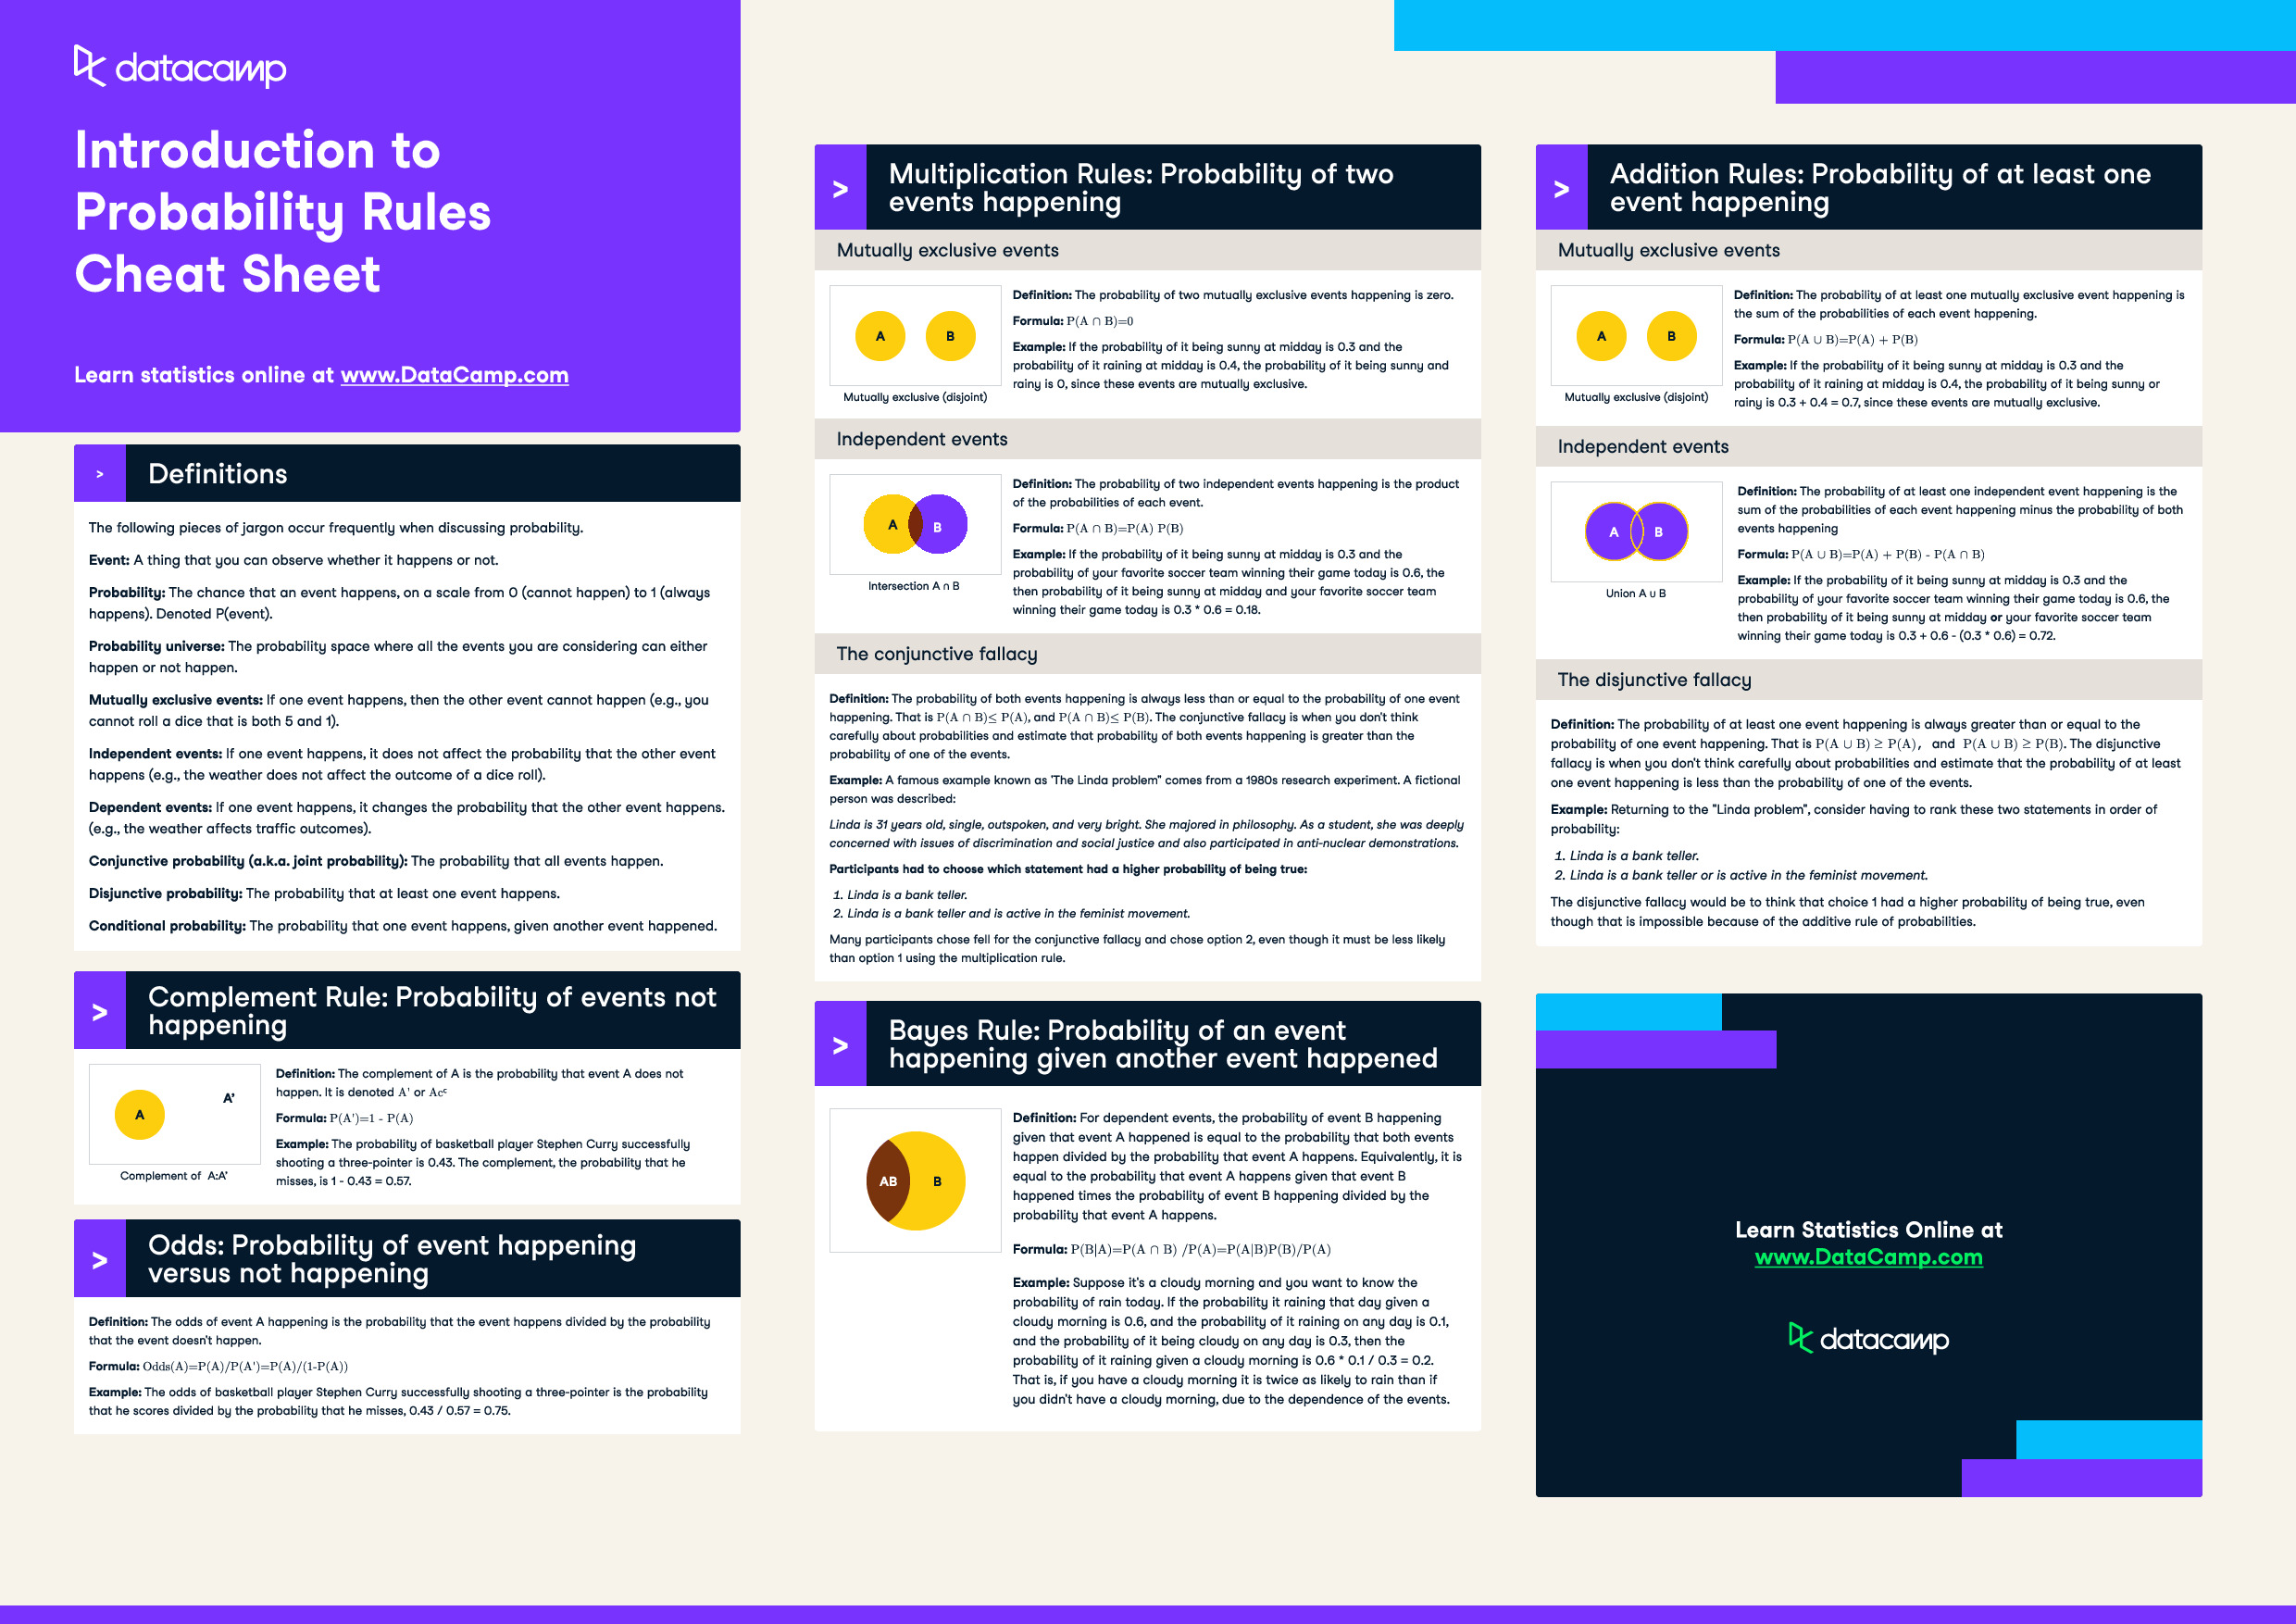 datacamp
Introduction to
Probability Rules
Cheat Sheet
Learn statistics online at www.DataCamp.com
> Definitions
The following pieces of jargon occur frequently when discussing probability.
Event: A thing that you can observe whether it happens or not.
Probability: The chance that an event happens, on a scale from 0 (cannot happen) to 1 (always
happens). Denoted P(event).
Probability universe: The probability space where all the events you are considering can either
happen or not happen.
Mutually exclusive events: If one event happens, then the other event cannot happen (e.g., you
cannot roll a dice that is both 5 and 1).
Independent events: If one event happens, it does not affect the probability that the other event
happens (e.g., the weather does not affect the outcome of a dice roll).
Dependent events: If one event happens, it changes the probability that the other event happens.
(e.g., the weather affects traffic outcomes).
Conjunctive probability (a.k.a. joint probability): The probability that all events happen.
Disjunctive probability: The probability that at least one event happens.
Conditional probability: The probability that one event happens, given another event happened.
> Complement Rule: Probability of events not
happening
A
A’
Complement of A:A’
Definition: The complement of A is the probability that event A does not
happen. It is denoted A' or Acᶜ
Formula: P(A')=1 - P(A)
Example: The probability of basketball player Stephen Curry successfully
shooting a three-pointer is 0.43. The complement, the probability that he
misses, is 1 - 0.43 = 0.57.
> Odds: Probability of event happening
versus not happening
Definition: The odds of event A happening is the probability that the event happens divided by the probability
that the event doesn't happen.
Formula: Odds(A)=P(A)/P(A')=P(A)/(1-P(A))
Example: The odds of basketball player Stephen Curry successfully shooting a three-pointer is the probability
that he scores divided by the probability that he misses, 0.43 / 0.57 = 0.75.
> Multiplication Rules: Probability of two
events happening
Mutually exclusive events
A B
Mutually exclusive (disjoint)
Definition: The probability of two mutually exclusive events happening is zero.
Formula: P(A ∩ B)=0
Example: If the probability of it being sunny at midday is 0.3 and the
probability of it raining at midday is 0.4, the probability of it being sunny and
rainy is 0, since these events are mutually exclusive.
Independent events
A B
Intersection A ∩ B
Definition: The probability of two independent events happening is the product
of the probabilities of each event.
Formula: P(A ∩ B)=P(A) P(B)
Example: If the probability of it being sunny at midday is 0.3 and the
probability of your favorite soccer team winning their game today is 0.6, the
then probability of it being sunny at midday and your favorite soccer team
winning their game today is 0.3 * 0.6 = 0.18.
The conjunctive fallacy
Definition: The probability of both events happening is always less than or equal to the probability of one event
happening. That is P(A ∩ B)≤ P(A), and P(A ∩ B)≤ P(B). The conjunctive fallacy is when you don't think
carefully about probabilities and estimate that probability of both events happening is greater than the
probability of one of the events.
Example: A famous example known as 'The Linda problem" comes from a 1980s research experiment. A fictional
person was described:
Linda is 31 years old, single, outspoken, and very bright. She majored in philosophy. As a student, she was deeply
concerned with issues of discrimination and social justice and also participated in anti-nuclear demonstrations.
Participants had to choose which statement had a higher probability of being true:
1. Linda is a bank teller.
2. Linda is a bank teller and is active in the feminist movement.
Many participants chose fell for the conjunctive fallacy and chose option 2, even though it must be less likely
than option 1 using the multiplication rule.
> Bayes Rule: Probability of an event
happening given another event happened
AB B
Definition: For dependent events, the probability of event B happening
given that event A happened is equal to the probability that both events
happen divided by the probability that event A happens. Equivalently, it is
equal to the probability that event A happens given that event B
happened times the probability of event B happening divided by the
probability that event A happens.
Formula: P(B|A)=P(A ∩ B) /P(A)=P(A|B)P(B)/P(A)
Example: Suppose it's a cloudy morning and you want to know the
probability of rain today. If the probability it raining that day given a
cloudy morning is 0.6, and the probability of it raining on any day is 0.1,
and the probability of it being cloudy on any day is 0.3, then the
probability of it raining given a cloudy morning is 0.6 * 0.1 / 0.3 = 0.2.
That is, if you have a cloudy morning it is twice as likely to rain than if
you didn't have a cloudy morning, due to the dependence of the events.
> Addition Rules: Probability of at least one
event happening
Mutually exclusive events
A B
Mutually exclusive (disjoint)
Definition: The probability of at least one mutually exclusive event happening is
the sum of the probabilities of each event happening.
Formula: P(A ∪ B)=P(A) + P(B)
Example: If the probability of it being sunny at midday is 0.3 and the
probability of it raining at midday is 0.4, the probability of it being sunny or
rainy is 0.3 + 0.4 = 0.7, since these events are mutually exclusive.
Independent events
A B
Union A ∪ B
Definition: The probability of at least one independent event happening is the
sum of the probabilities of each event happening minus the probability of both
events happening
Formula: P(A ∪ B)=P(A) + P(B) - P(A ∩ B)
Example: If the probability of it being sunny at midday is 0.3 and the
probability of your favorite soccer team winning their game today is 0.6, the
then probability of it being sunny at midday or your favorite soccer team
winning their game today is 0.3 + 0.6 - (0.3 * 0.6) = 0.72.
The disjunctive fallacy
Definition: The probability of at least one event happening is always greater than or equal to the
probability of one event happening. That is P(A ∪ B) ≥ P(A), and P(A ∪ B) ≥ P(B). The disjunctive
fallacy is when you don't think carefully about probabilities and estimate that the probability of at least
one event happening is less than the probability of one of the events.
Example: Returning to the "Linda problem", consider having to rank these two statements in order of
probability:
1. Linda is a bank teller.
2. Linda is a bank teller or is active in the feminist movement.
The disjunctive fallacy would be to think that choice 1 had a higher probability of being true, even
though that is impossible because of the additive rule of probabilities.
Learn Statistics Online at
www.DataCamp.com
datacamp